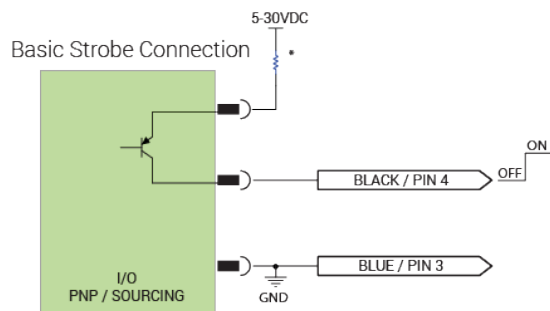 5-30VDC
Basic Strobe Connection
*
ON
OFF
BLACK / PIN 4
BLUE / PIN 3
I/O
PNP / SOURCING
GND